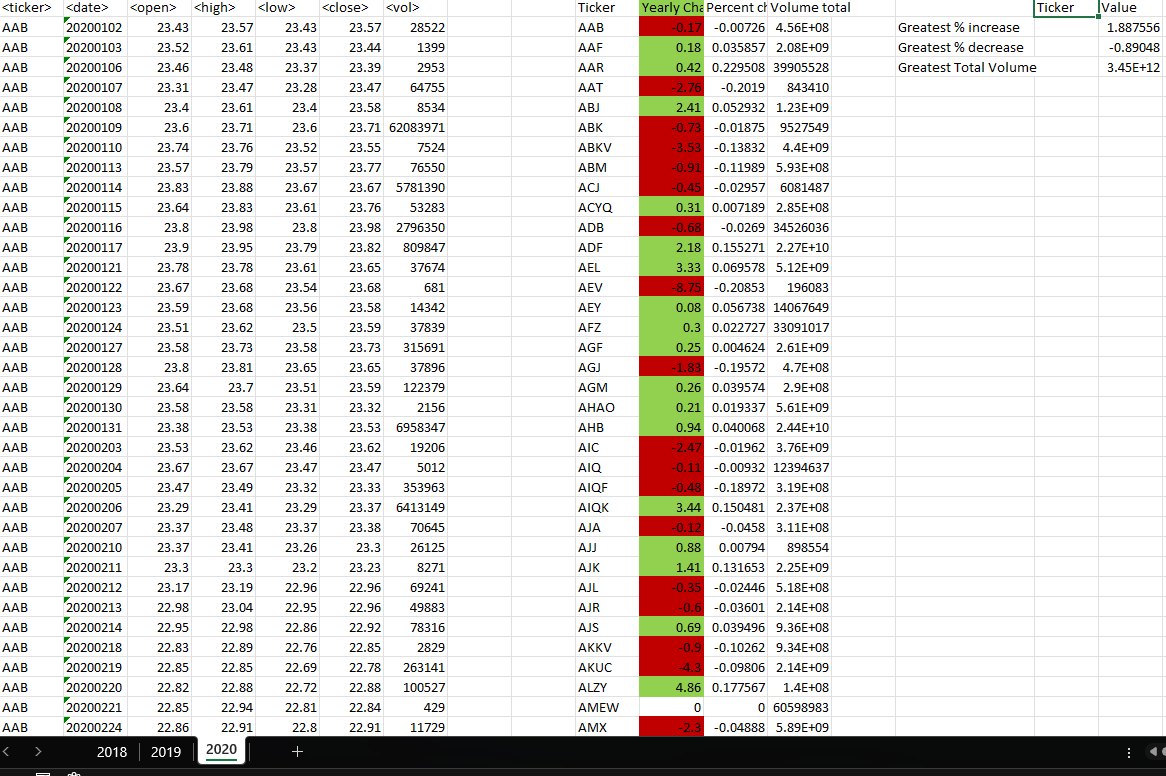 <ticker> <date> <open> <high> <low> <close> <vol> Ticker Yearly Cha Percent ch Volume total Ticker Value
AAB 20200102 23.43 23.57 23.43 23.57 28522 AAB -0.17 -0.00726 4.56E+08 Greatest % increase 1.887556
AAB 20200103 23.52 23.61 23.43 23.44 1399 AAF 0.18 0.035857 2.08E+09 Greatest % decrease -0.89048
AAB 20200106 23.46 23.48 23.37 23.39 2953 AAR 0.42 0.229508 39905528 Greatest Total Volume 3.45E+12
AAB 20200107 23.31 23.47 23.28 23.47 64755 AAT -2.76 -0.2019 843410
AAB 20200108 23.4 23.61 23.4 23.58 8534 ABJ 2.41 0.052932 1.23E+09
AAB 20200109 23.6 23.71 23.6 23.71 62083971 ABK -0.73 -0.01875 9527549
AAB 20200110 23.74 23.76 23.52 23.55 7524 ABKV -3.53 -0.13832 4.4E+09
AAB 20200113 23.57 23.79 23.57 23.77 76550 ABM -0.91 -0.11989 5.93E+08
AAB 20200114 23.83 23.88 23.67 23.67 5781390 ACJ -0.45 -0.02957 6081487
AAB 20200115 23.64 23.83 23.61 23.76 53283 ACYQ 0.31 0.007189 2.85E+08
AAB 20200116 23.8 23.98 23.8 23.98 2796350 ADB -0.68 -0.0269 34526036
AAB 20200117 23.9 23.95 23.79 23.82 809847 ADF 2.18 0.155271 2.27E+10
AAB 20200121 23.78 23.78 23.61 23.65 37674 AEL 3.33 0.069578 5.12E+09
AAB 20200122 23.67 23.68 23.54 23.68 681 AEV -8.75 -0.20853 196083
AAB 20200123 23.59 23.68 23.56 23.58 14342 AEY 0.08 0.056738 14067649
AAB 20200124 23.51 23.62 23.5 23.59 37839 AFZ 0.3 0.022727 33091017
AAB 20200127 23.58 23.73 23.58 23.73 315691 AGF 0.25 0.004624 2.61E+09
AAB 20200128 23.8 23.81 23.65 23.65 37896 AGJ -1.83 -0.19572 4.7E+08
AAB 20200129 23.64 23.7 23.51 23.59 122379 AGM 0.26 0.039574 2.9E+08
AAB 20200130 23.58 23.58 23.31 23.32 2156 AHAO 0.21 0.019337 5.61E+09
AAB 20200131 23.38 23.53 23.38 23.53 6958347 AHB 0.94 0.040068 2.44E+10
AAB 20200203 23.53 23.62 23.46 23.62 19206 AIC -2.47 -0.01962 3.76E+09
AAB 20200204 23.67 23.67 23.47 23.47 5012 AIQ -0.11 -0.00932 12394637
AAB 20200205 23.47 23.49 23.32 23.33 353963 AIQF -0.48 -0.18972 3.19E+08
AAB 20200206 23.29 23.41 23.29 23.37 6413149 AIQK 3.44 0.150481 2.37E+08
AAB 20200207 23.37 23.48 23.37 23.38 70645 AJA -0.12 -0.0458 3.11E+08
AAB 20200210 23.37 23.41 23.26 23.3 26125 AJJ 0.88 0.00794 898554
AAB 20200211 23.3 23.3 23.2 23.23 8271 AJK 1.41 0.131653 2.25E+09
AAB 20200212 23.17 23.19 22.96 22.96 69241 AJL -0.35 -0.02446 5.18E+08
AAB 20200213 22.98 23.04 22.95 22.96 49883 AJR -0.6 -0.03601 2.14E+08
AAB 20200214 22.95 22.98 22.86 22.92 78316 AJS 0.69 0.039496 9.36E+08
AAB 20200218 22.83 22.89 22.76 22.85 2829 AKKV -0.9 -0.10262 9.34E+08
AAB 20200219 22.85 22.85 22.69 22.78 263141 AKUC -4.3 -0.09806 2.14E+09
AAB 20200220 22.82 22.88 22.72 22.88 100527 ALZY 4.86 0.177567 1.4E+08
AAB 20200221 22.85 22.94 22.81 22.84 429 AMEW 0 0 60598983
AAB 20200224 22.86 22.91 22.8 22.91 11729 AMX -2.3 -0.04888 5.89E+09
2018 2019 2020